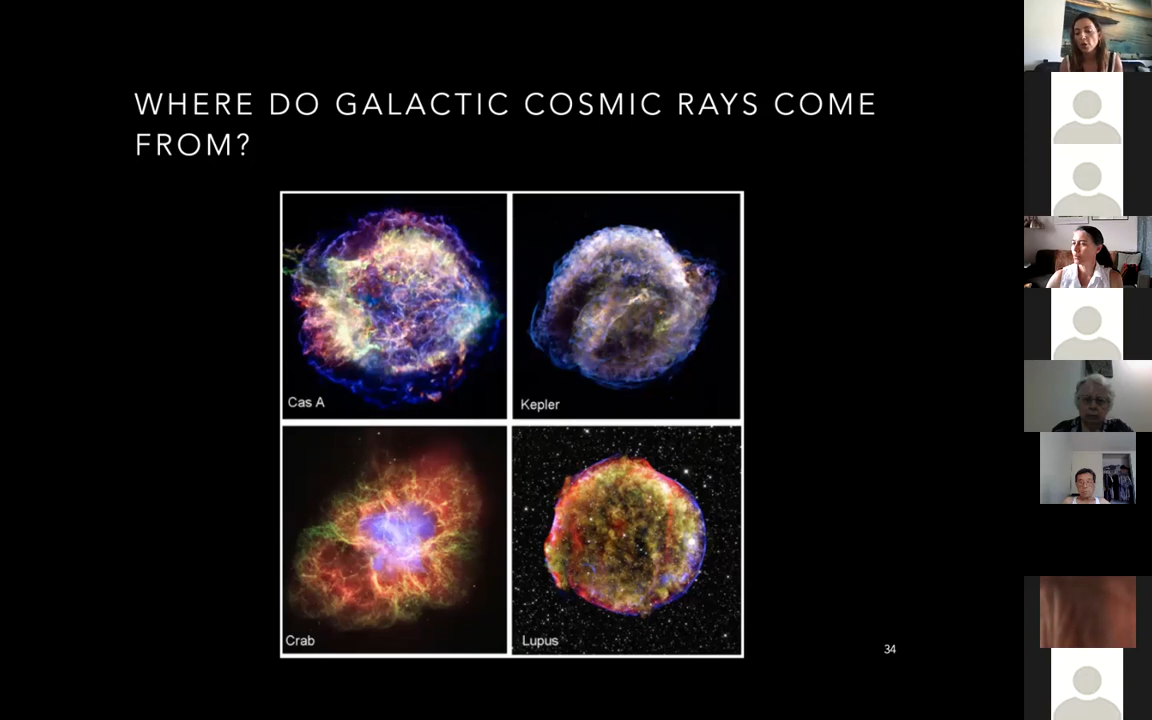 WHERE DO GALACTIC COSMIC RAYS COME
FROM?
Cas A
Kepler
Crab
Lupus
34